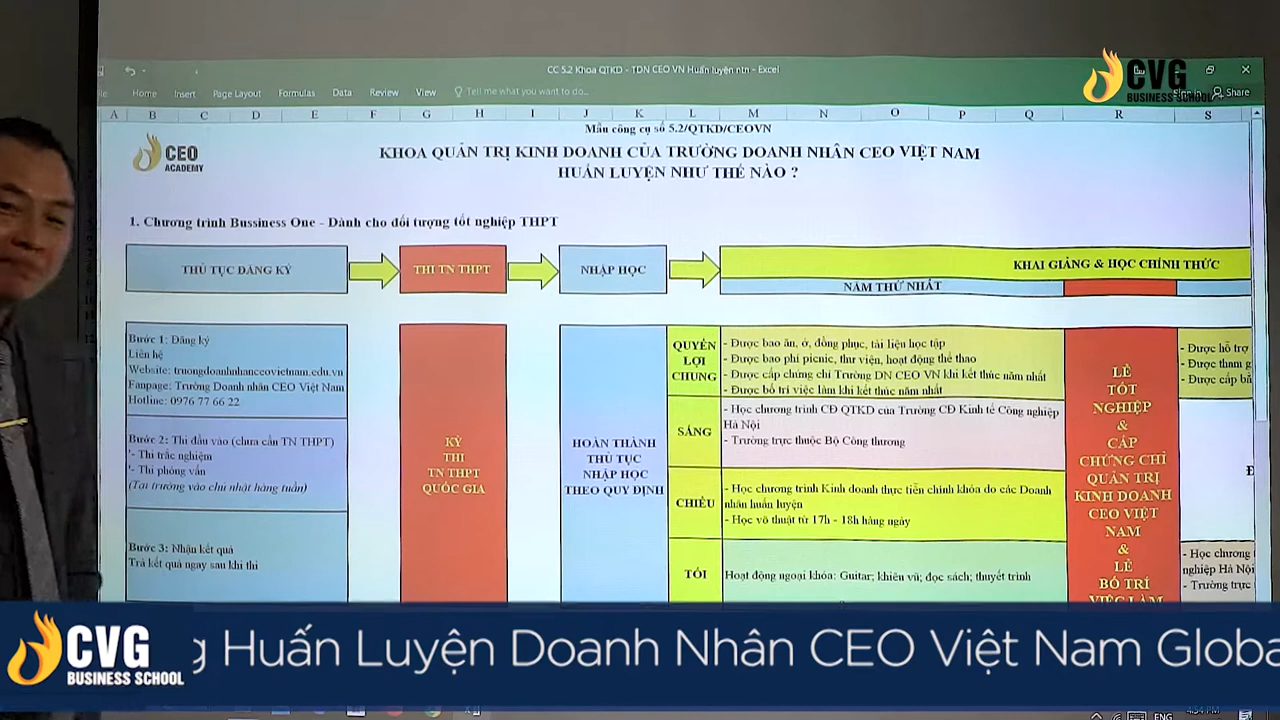 CC 5.2 Khoa QTKD - TDN CEO VN Huấn luyện ntn - Excel
CVG
BUSINESS SCHOOL
Home Insert Page Layout Formulas Data Review View Tell me what you want to do... Share
A B C D E F G H I J K L M N O P Q R S
Mẫu công cụ số 5.2/QTKD/CEOVN
CEO
ACADEMY
KHOA QUẢN TRỊ KINH DOANH CỦA TRƯỜNG DOANH NHÂN CEO VIỆT NAM
HUẤN LUYỆN NHƯ THẾ NÀO ?
1. Chương trình Bussiness One - Dành cho đối tượng tốt nghiệp THPT
THỦ TỤC ĐĂNG KÝ
THI TN THPT
NHẬP HỌC
KHAI GIẢNG & HỌC CHÍNH THỨC
NĂM THỨ NHẤT
Bước 1: Đăng ký
Liên hệ
Website: truongdoanhnhanceovietnam.edu.vn
Fanpage: Trường Doanh nhân CEO Việt Nam
Hotline: 0976 77 66 22
Bước 2: Thi đầu vào (chưa cần TN THPT)
'- Thi trắc nghiệm
'- Thi phỏng vấn
(Tại trường vào chủ nhật hàng tuần)
Bước 3: Nhận kết quả
Trả kết quả ngay sau khi thi
KỲ
THI
TN THPT
QUỐC GIA
HOÀN THÀNH
THỦ TỤC
NHẬP HỌC
THEO QUY ĐỊNH
QUYỀN
LỢI
CHUNG
- Được bao ăn, ở, đồng phục, tài liệu học tập
- Được bao phí picnic, thư viện, hoạt động thể thao
- Được cấp chứng chỉ Trường DN CEO VN khi kết thúc năm nhất
- Được bố trí việc làm khi kết thúc năm nhất
SÁNG
- Học chương trình CĐ QTKD của Trường CĐ Kinh tế Công nghiệp
Hà Nội
- Trường trực thuộc Bộ Công thương
CHIỀU
- Học chương trình Kinh doanh thực tiễn chính khóa do các Doanh
nhân huấn luyện
- Học võ thuật từ 17h - 18h hàng ngày
TỐI
Hoạt động ngoại khóa: Guitar; khiêu vũ; đọc sách; thuyết trình
LỄ
TỐT
NGHIỆP
&
CẤP
CHỨNG CHỈ
QUẢN TRỊ
KINH DOANH
CEO VIỆT
NAM
&
LỄ
BỐ TRÍ
VIỆC LÀM
- Được hỗ trợ
- Được tham g
- Được cấp bằ
- Học chương
nghiệp Hà Nộ
- Trường trực
CVG
BUSINESS SCHOOL
g Huấn Luyện Doanh Nhân CEO Việt Nam Globa
ENG